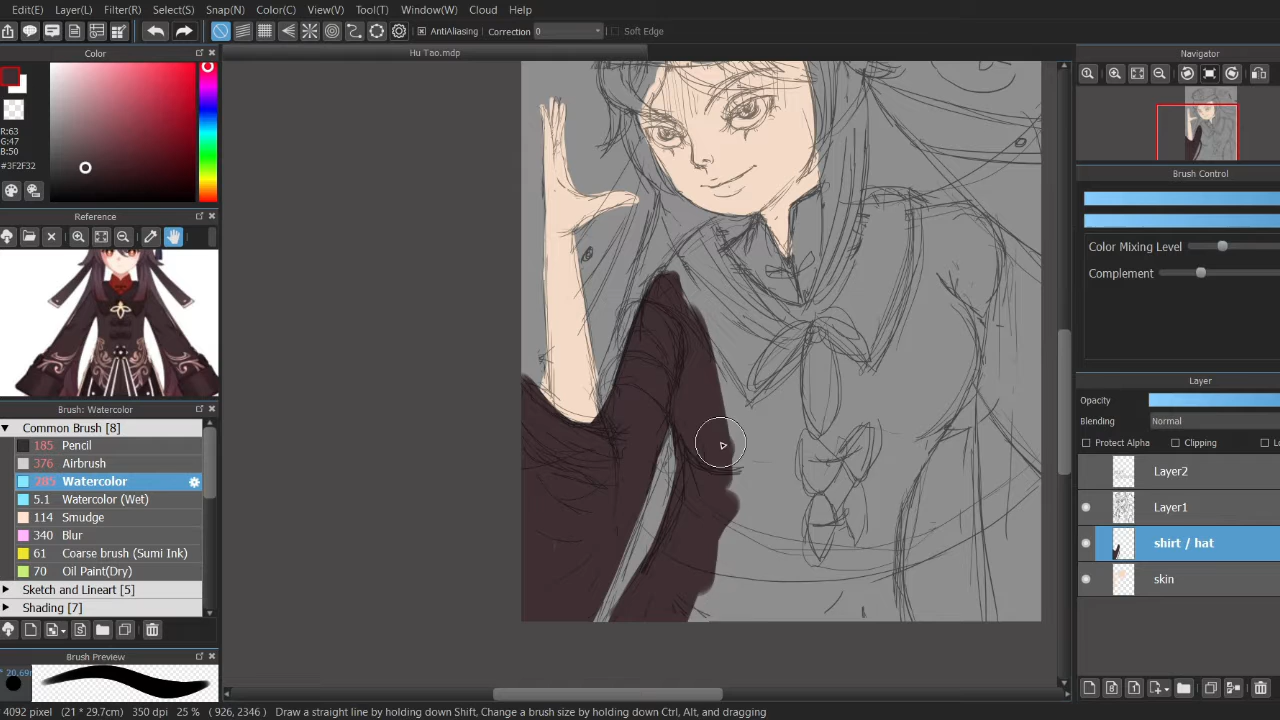 Edit(E) Layer(L) Filter(R) Select(S) Snap(N) Color(C) View(V) Tool(T) Window(W) Cloud Help
AntiAliasing Correction 0 Soft Edge
Color
Hu Tao.mdp
Navigator
R:63
G:47
B:50
#3F2F32
Brush Control
Reference
Color Mixing Level
Complement
Layer
Opacity
Brush: Watercolor
Blending Normal
Common Brush [8]
Protect Alpha Clipping
185 Pencil
376 Airbrush
285 Watercolor
5.1 Watercolor (Wet)
114 Smudge
340 Blur
61 Coarse brush (Sumi Ink)
70 Oil Paint(Dry)
Sketch and Lineart [5]
Shading [7]
Layer2
Layer1
shirt / hat
skin
Brush Preview
4092 pixel (21 * 29.7cm) 350 dpi 25 % ( 926, 2346 ) Draw a straight line by holding down Shift, Change a brush size by holding down Ctrl, Alt, and dragging